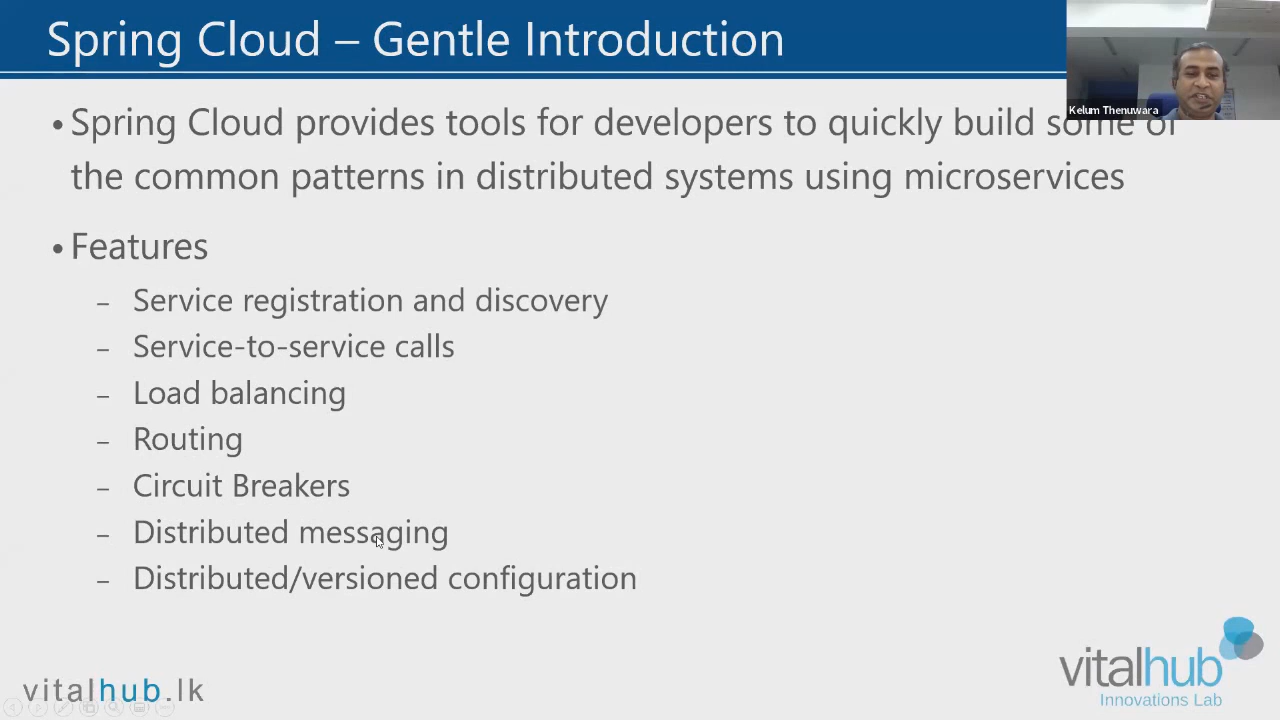 Spring Cloud – Gentle Introduction
Kelum Thenuwara
• Spring Cloud provides tools for developers to quickly build some of
the common patterns in distributed systems using microservices
• Features
– Service registration and discovery
– Service-to-service calls
– Load balancing
– Routing
– Circuit Breakers
– Distributed messaging
– Distributed/versioned configuration
vitalhub.lk
vitalhub
Innovations Lab